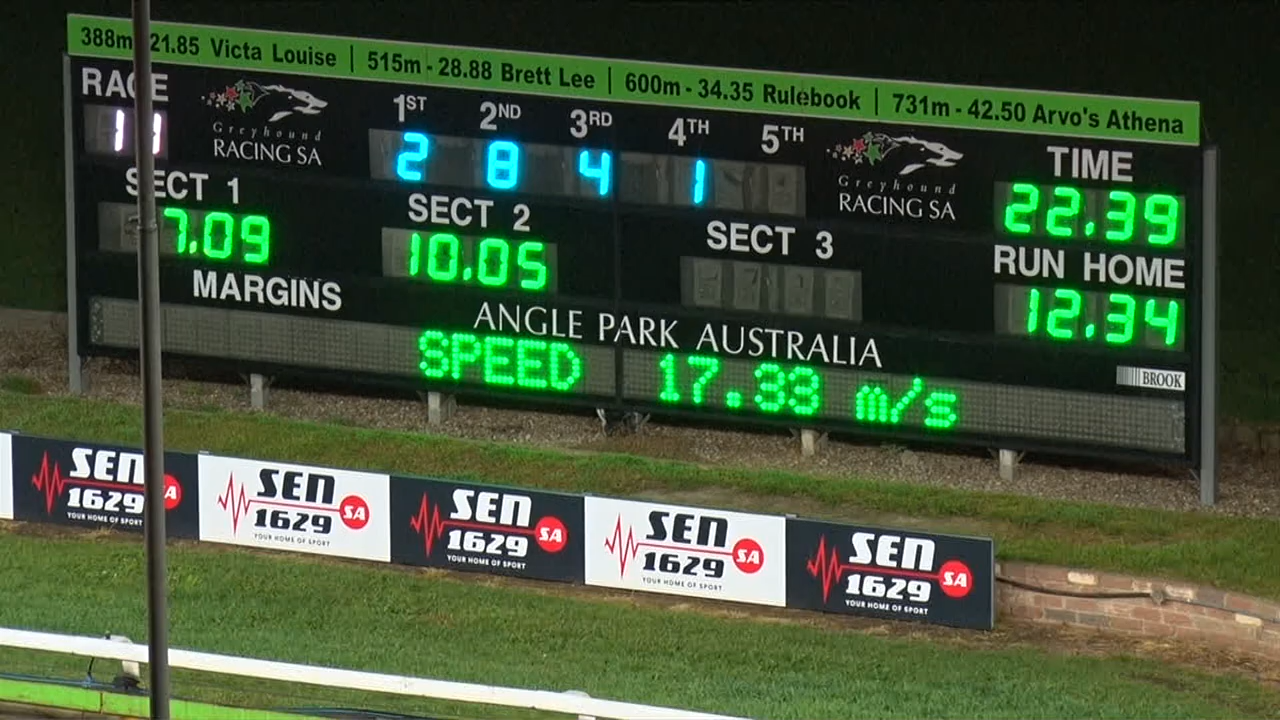 388m 21.85 Victa Louise | 515m - 28.88 Brett Lee | 600m - 34.35 Rulebook | 731m - 42.50 Arvo's Athena
RACE
11
Greyhound
RACING SA
1ST 2ND 3RD 4TH 5TH
2 8 4 1
Greyhound
RACING SA
TIME
22.39
SECT 1
7.09
SECT 2
10.05
SECT 3
RUN HOME
12.34
MARGINS
ANGLE PARK AUSTRALIA
SPEED 17.33 m/s
BROOK
SEN
1629
YOUR HOME OF SPORT
SEN
1629
SA
YOUR HOME OF SPORT
SEN
1629
SA
YOUR HOME OF SPORT
SEN
1629
SA
YOUR HOME OF SPORT
SEN
1629
SA
YOUR HOME OF SPORT